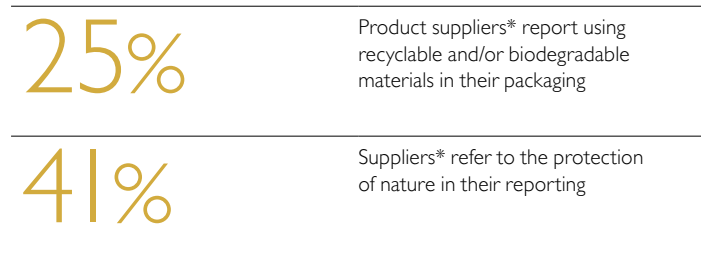 25%
Product suppliers* report using
recyclable and/or biodegradable
materials in their packaging
41%
Suppliers* refer to the protection
of nature in their reporting